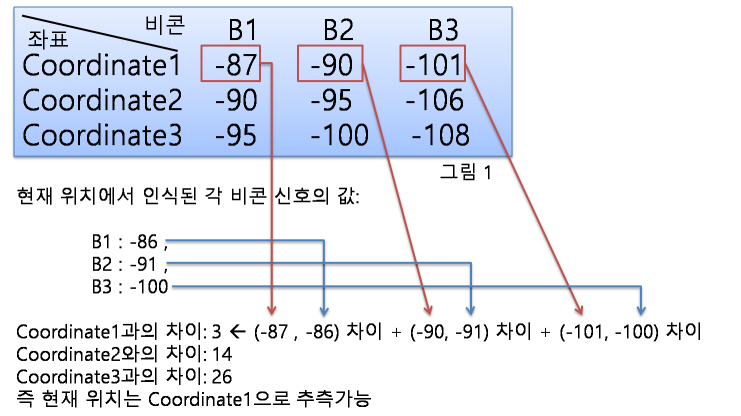 비콘 B1 B2 B3
좌표
Coordinate1 -87 -90 -101
Coordinate2 -90 -95 -106
Coordinate3 -95 -100 -108
그림 1
현재 위치에서 인식된 각 비콘 신호의 값:
B1 : -86 ,
B2 : -91 ,
B3 : -100
Coordinate1과의 차이: 3 ← (-87 , -86) 차이 + (-90, -91) 차이 + (-101, -100) 차이
Coordinate2와의 차이: 14
Coordinate3과의 차이: 26
즉 현재 위치는 Coordinate1으로 추측가능